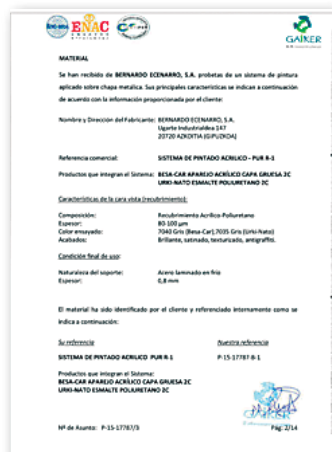 ENAC
GAIKER
MATERIAL
Se han recibido de BERNARDO ECENARRO, S.A. probetas de un sistema de pintura
aplicado sobre chapa metálica. Sus principales características se indican a continuación
de acuerdo con la información proporcionada por el cliente:
Nombre y Dirección del Fabricante: BERNARDO ECENARRO, S.A.
Ugarte Industrialdea 147
20720 AZKOITIA (GIPUZKOA)
Referencia comercial: SISTEMA DE PINTADO ACRILICO - PUR R-1
Productos que integran el Sistema: BESA-CAR APAREJO ACRÍLICO CAPA GRUESA 2C
URKI-NATO ESMALTE POLIURETANO 2C
Características de la cara vista (recubrimiento):
Composición: Recubrimiento Acrílico-Poliuretano
Espesor: 80-100 µm
Color ensayado: 7040 Gris (Besa-Car),7035 Gris (Urki-Nato)
Acabados: Brillante, satinado, texturizado, antigraffiti.
Condición final de uso:
Naturaleza del soporte: Acero laminado en frío
Espesor: 0,8 mm
El material ha sido identificado por el cliente y referenciado internamente como se
indica a continuación:
Su referencia Nuestra referencia
SISTEMA DE PINTADO ACRILICO PUR R-1 P-15-17787-B-1
Productos que integran el Sistema:
BESA-CAR APAREJO ACRÍLICO CAPA GRUESA 2C
URKI-NATO ESMALTE POLIURETANO 2C
GAIKER
Nº de Asunto: P-15-17787/3 Pág. 2/14